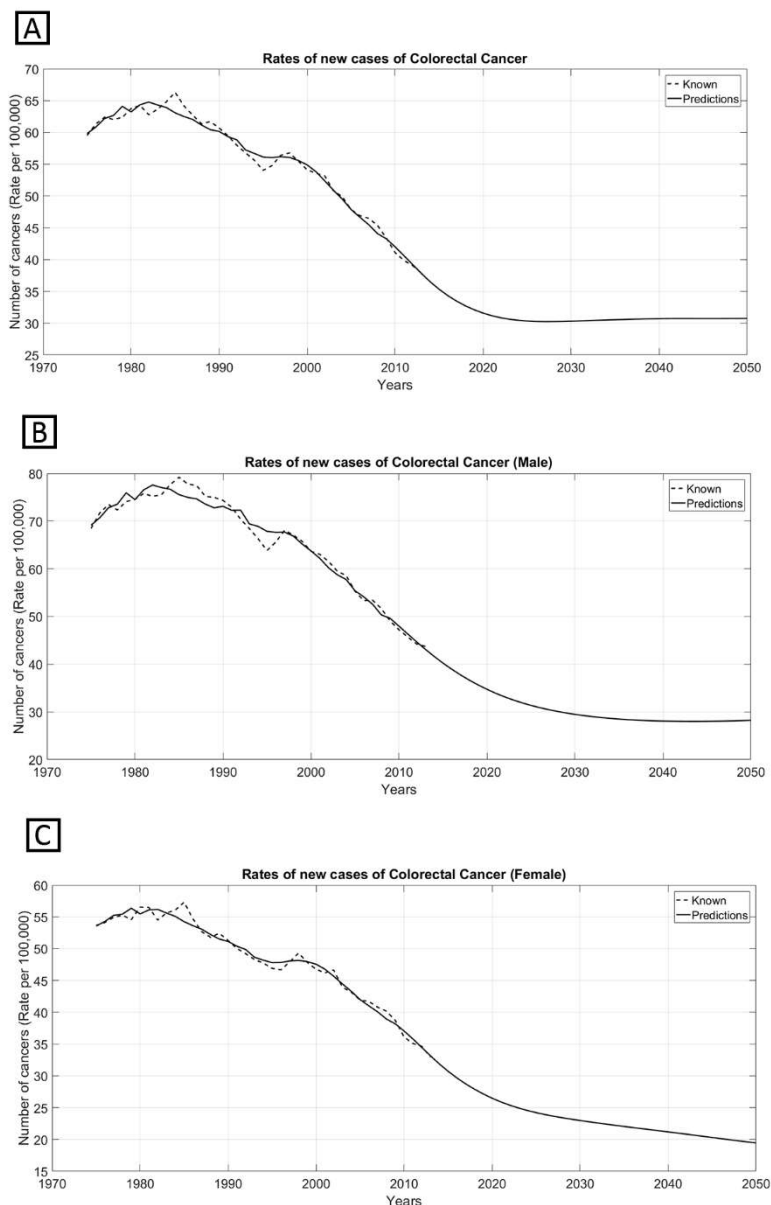 A
Rates of new cases of Colorectal Cancer
Number of cancers (Rate per 100,000)
70
65
60
55
50
45
40
35
30
25
Known
Predictions
1970 1980 1990 2000 2010 2020 2030 2040 2050
Years
B
Rates of new cases of Colorectal Cancer (Male)
Number of cancers (Rate per 100,000)
80
70
60
50
40
30
20
Known
Predictions
1970 1980 1990 2000 2010 2020 2030 2040 2050
Years
C
Rates of new cases of Colorectal Cancer (Female)
Number of cancers (Rate per 100,000)
60
55
50
45
40
35
30
25
20
15
Known
Predictions
1970 1980 1990 2000 2010 2020 2030 2040 2050
Years